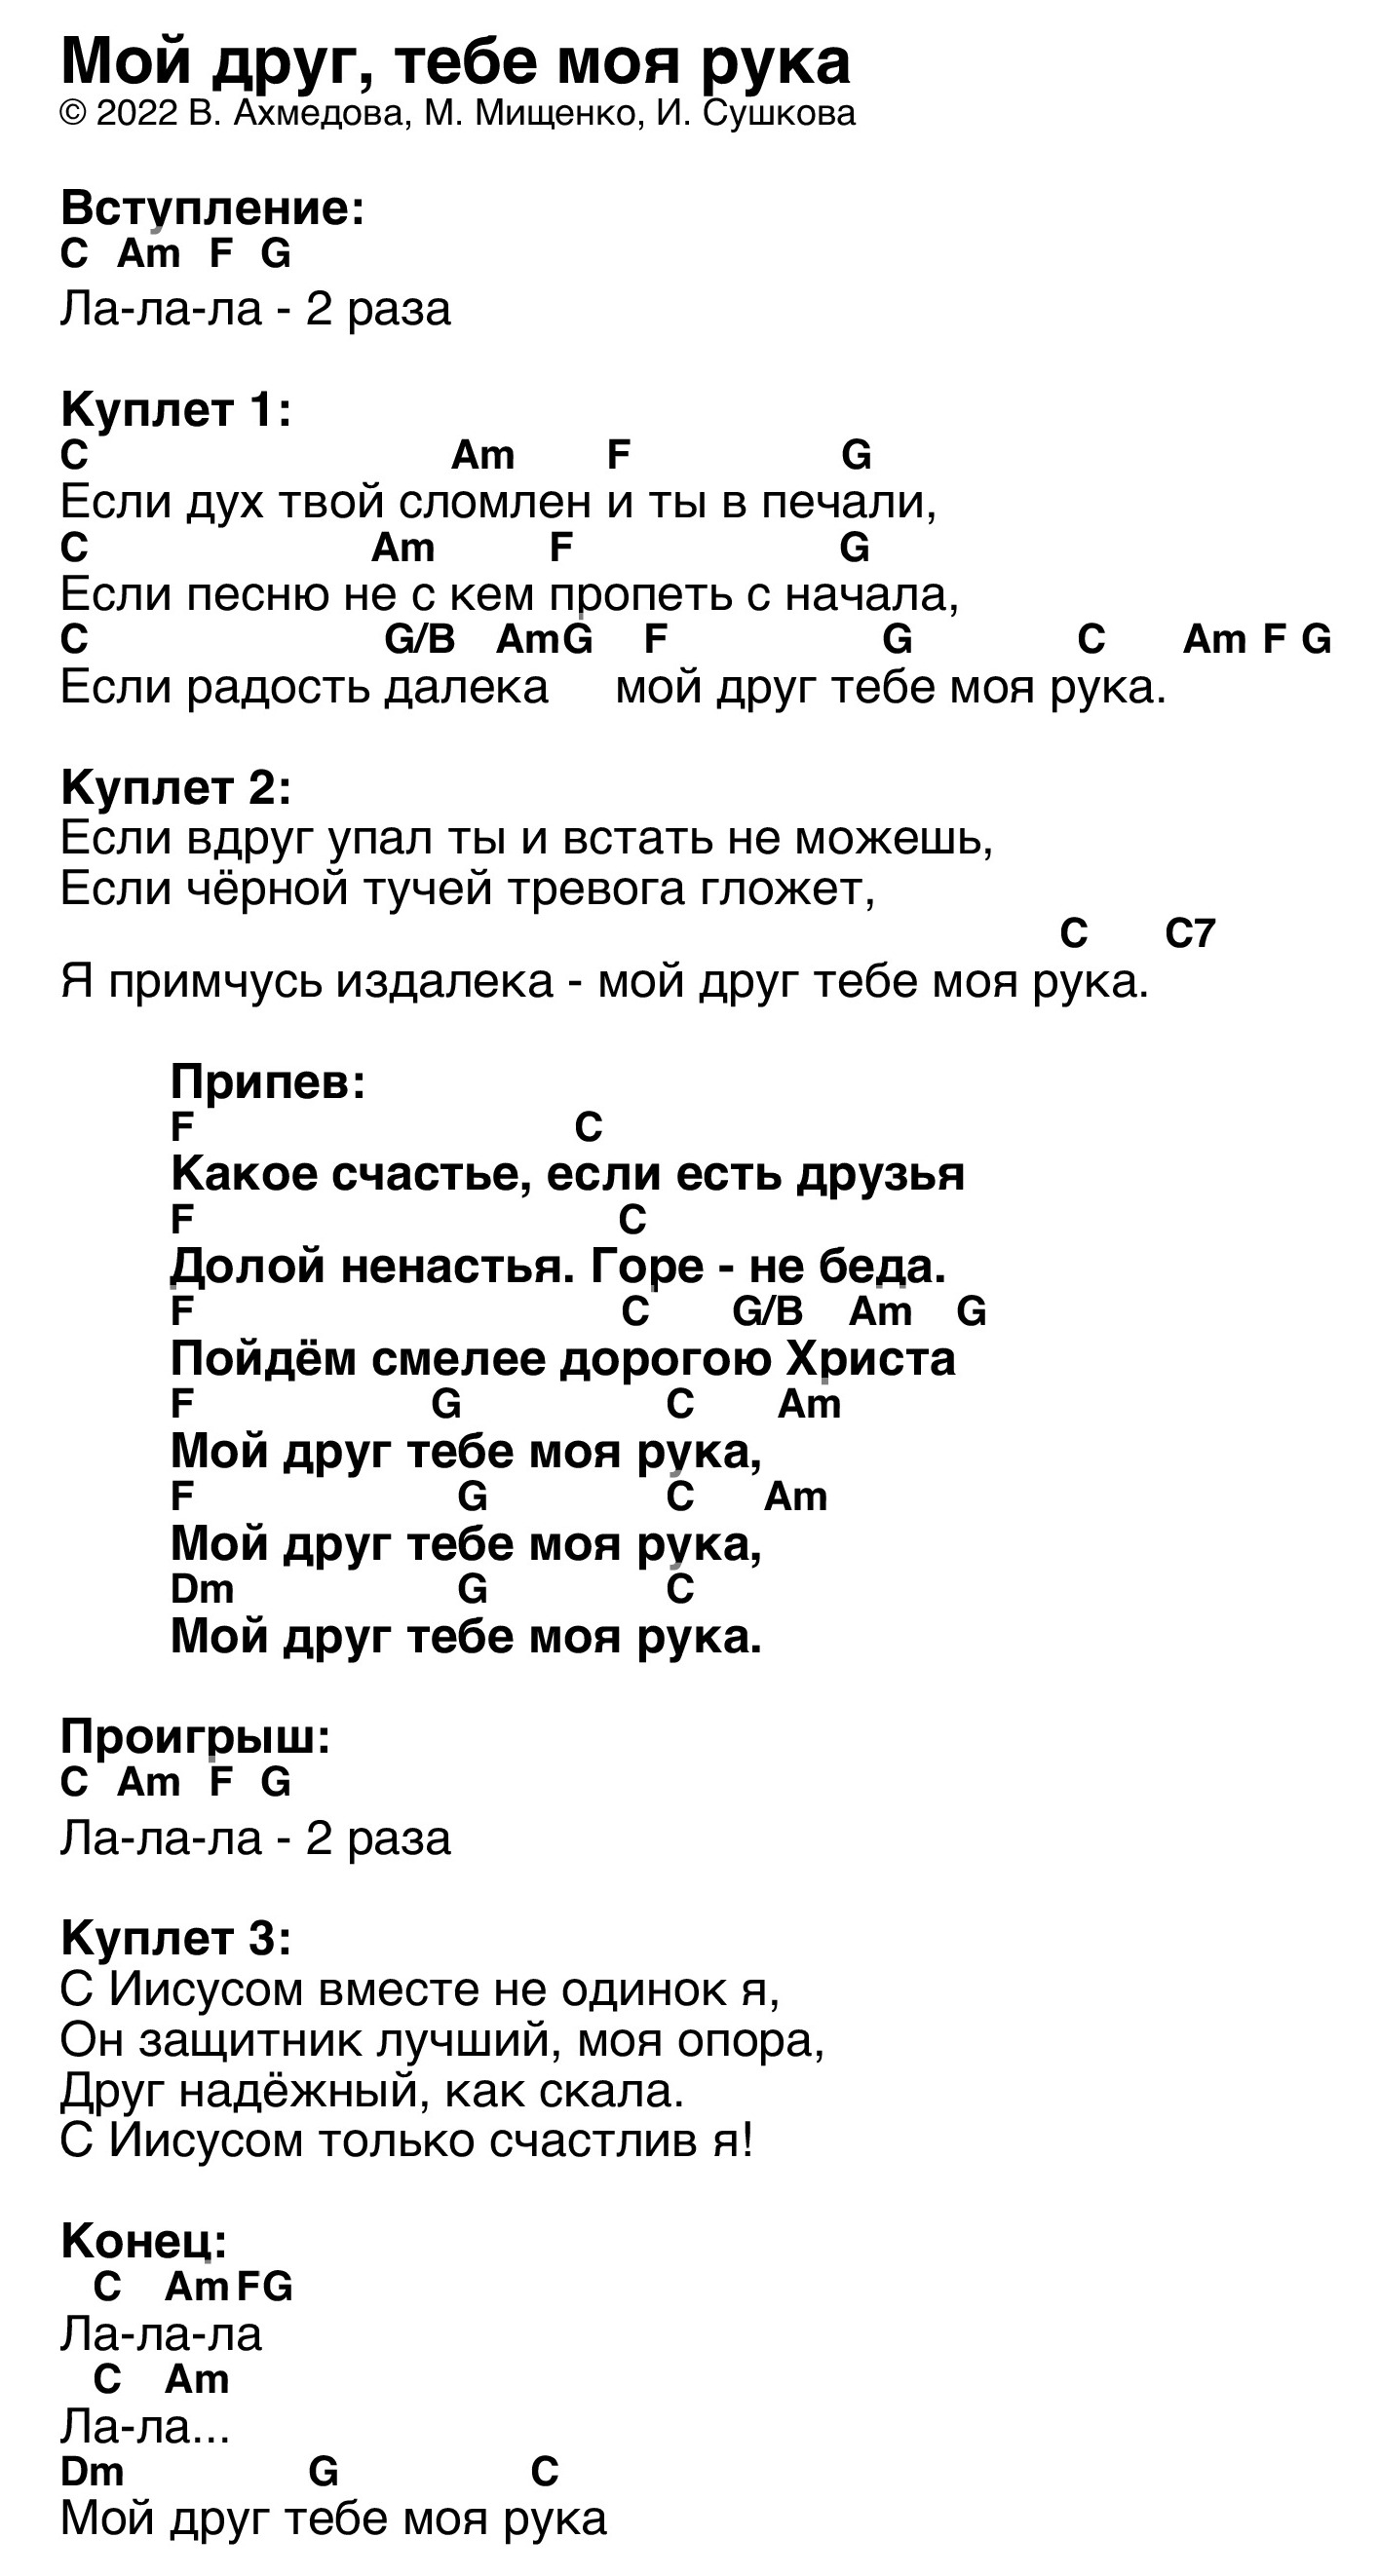 Мой друг, тебе моя рука
© 2022 В. Ахмедова, М. Мищенко, И. Сушкова
Вступление:
C Am F G
Ла-ла-ла - 2 раза
Куплет 1:
C Am F G
Если дух твой сломлен и ты в печали,
C Am F G
Если песню не с кем пропеть с начала,
C G/B Am G F G C Am F G
Если радость далека мой друг тебе моя рука.
Куплет 2:
Если вдруг упал ты и встать не можешь,
Если чёрной тучей тревога гложет,
C C7
Я примчусь издалека - мой друг тебе моя рука.
Припев:
F C
Какое счастье, если есть друзья
F C
Долой ненастья. Горе - не беда.
F C G/B Am G
Пойдём смелее дорогою Христа
F G C Am
Мой друг тебе моя рука,
F G C Am
Мой друг тебе моя рука,
Dm G C
Мой друг тебе моя рука.
Проигрыш:
C Am F G
Ла-ла-ла - 2 раза
Куплет 3:
С Иисусом вместе не одинок я,
Он защитник лучший, моя опора,
Друг надёжный, как скала.
С Иисусом только счастлив я!
Конец:
C Am F G
Ла-ла-ла
C Am
Ла-ла...
Dm G C
Мой друг тебе моя рука